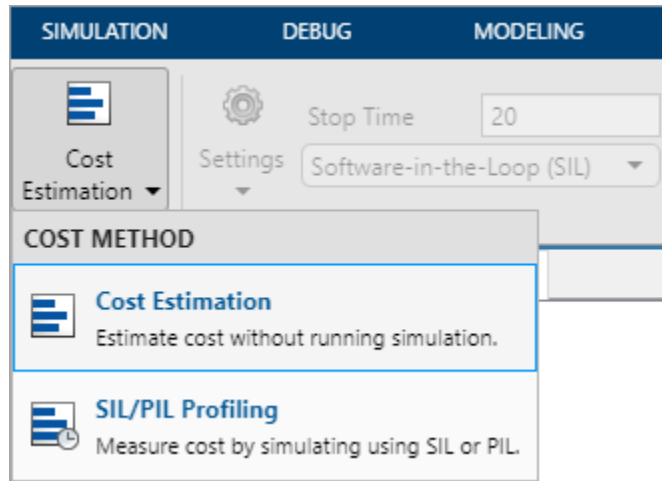 SIMULATION DEBUG MODELING
Cost
Estimation
Settings
Stop Time 20
Software-in-the-Loop (SIL)
COST METHOD
Cost Estimation
Estimate cost without running simulation.
SIL/PIL Profiling
Measure cost by simulating using SIL or PIL.